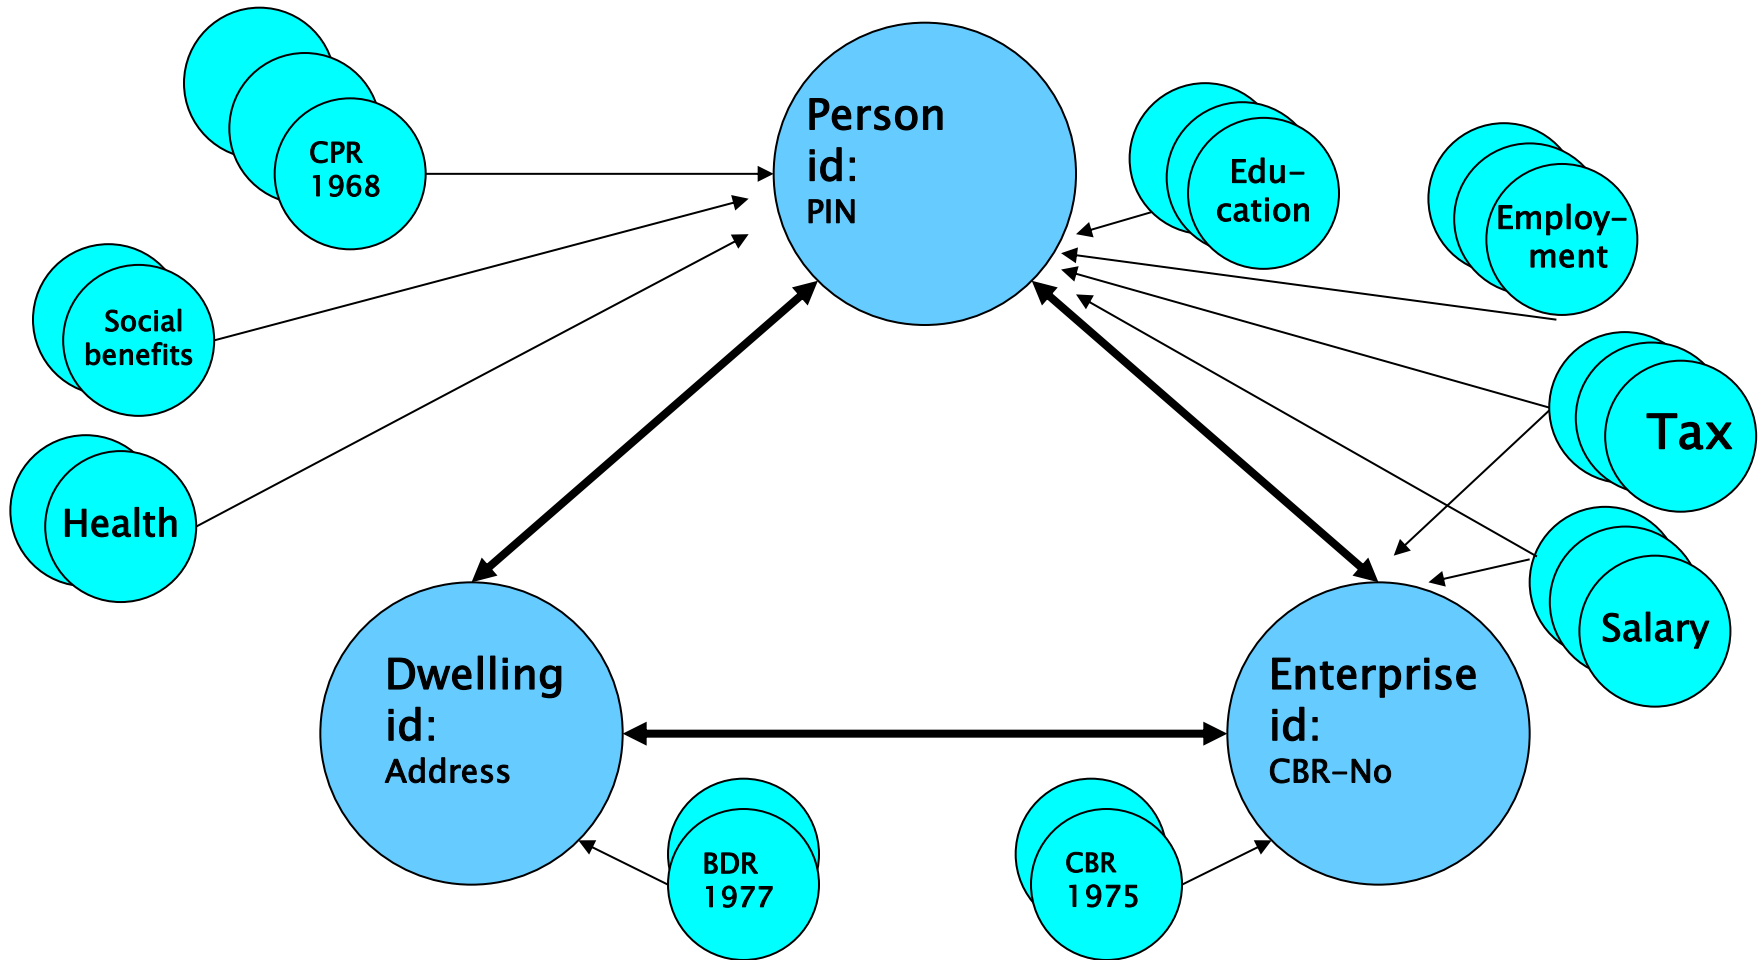 Person
id:
PIN
CPR
1968
Edu-
cation
Employ-
ment
Social
benefits
Tax
Health
Salary
Dwelling
id:
Address
Enterprise
id:
CBR-No
BDR
1977
CBR
1975